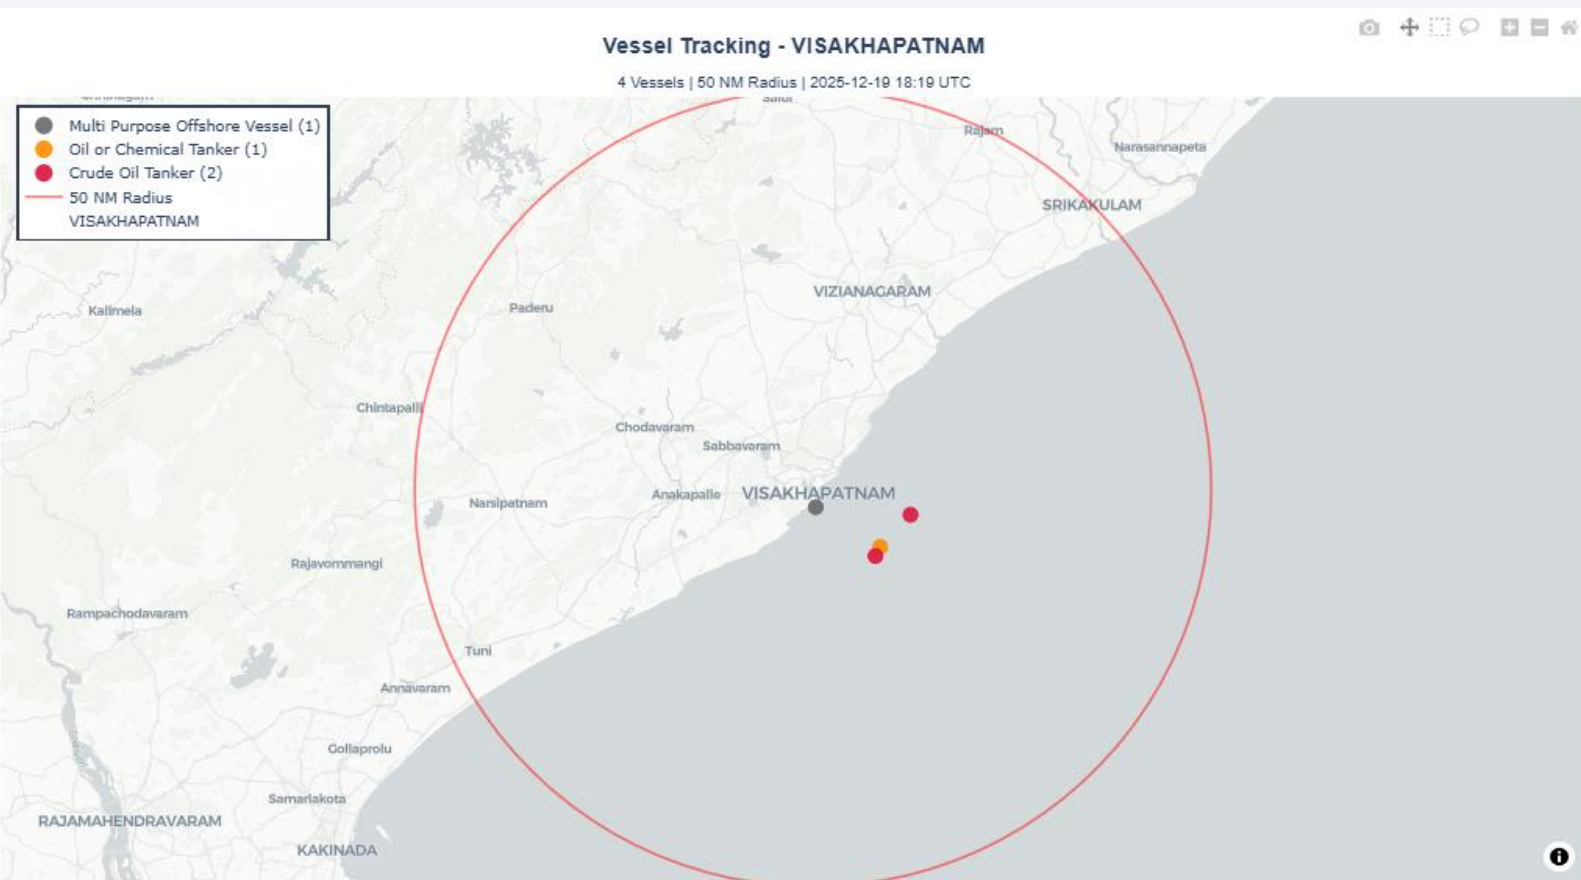 Vessel Tracking - VISAKHAPATNAM
4 Vessels | 50 NM Radius | 2025-12-19 18:19 UTC
Multi Purpose Offshore Vessel (1)
Oil or Chemical Tanker (1)
Crude Oil Tanker (2)
50 NM Radius
VISAKHAPATNAM
Rajam
Narasannapeta
SRIKAKULAM
VIZIANAGARAM
Kalimela
Paderu
Chintapalli
Chodavaram
Sabbavaram
Anakapalle
VISAKHAPATNAM
Narsipatnam
Rajavommangi
Rampachodavaram
Tuni
Annavaram
Gollaprolu
Samarlakota
RAJAMAHENDRAVARAM
KAKINADA